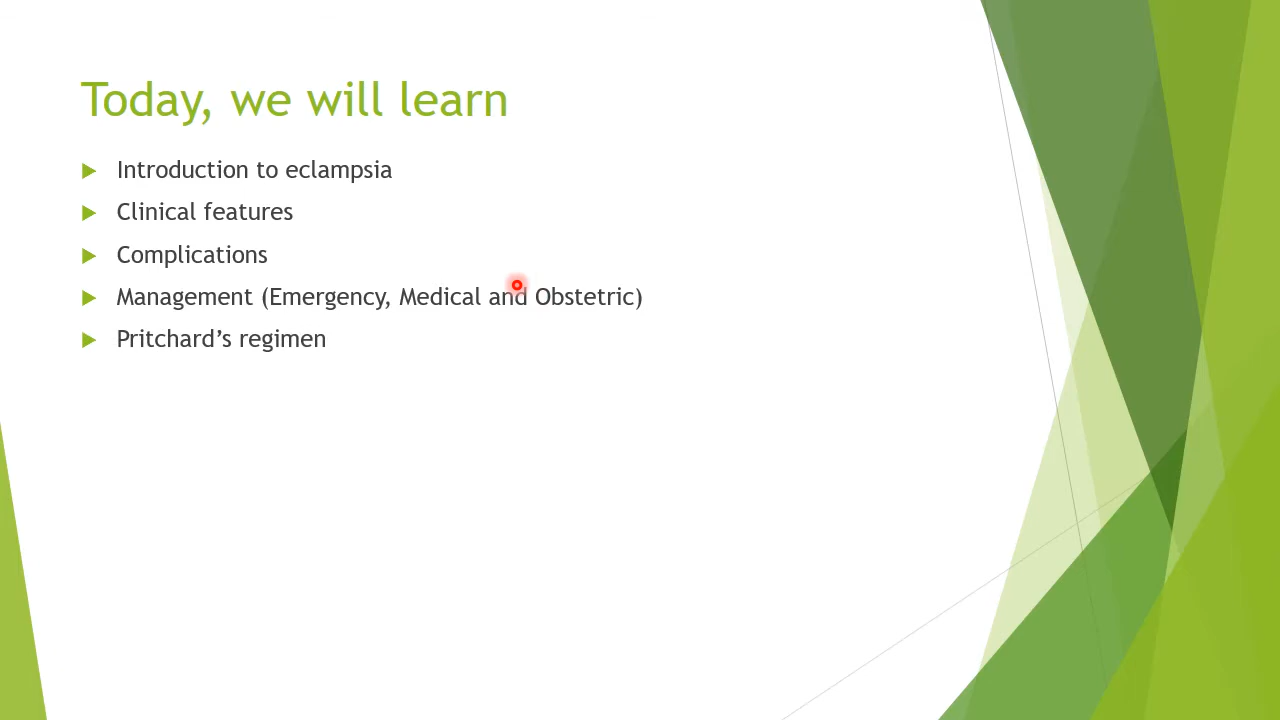 Today, we will learn
Introduction to eclampsia
Clinical features
Complications
Management (Emergency, Medical and Obstetric)
Pritchard’s regimen